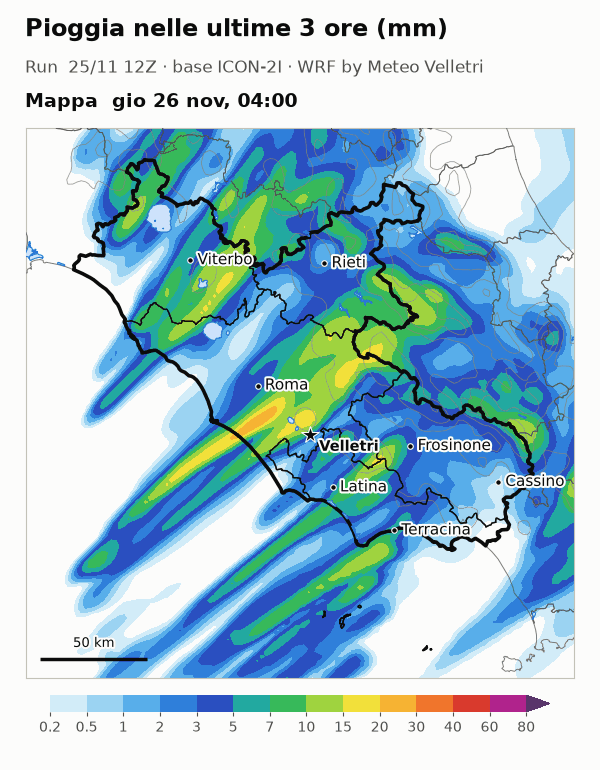 Pioggia nelle ultime 3 ore (mm)
Run  25/11 12Z · base ICON-2I · WRF by Meteo Velletri
Mappa  gio 26 nov, 04:00
Viterbo
Rieti
Roma
Velletri
Frosinone
Latina
Cassino
Terracina
50 km
0.2 0.5 1 2 3 5 7 10 15 20 30 40 60 80